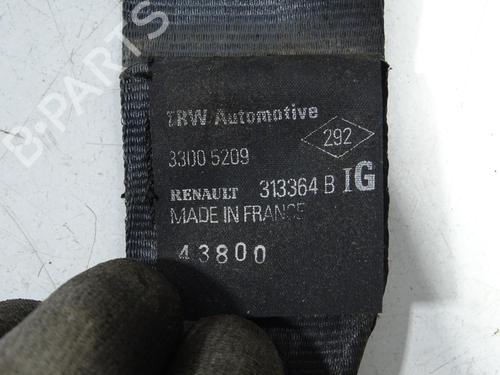 TRW Automotive
292
3300 5209
RENAULT 313364 B IG
MADE IN FRANCE
43800
B-PARTS